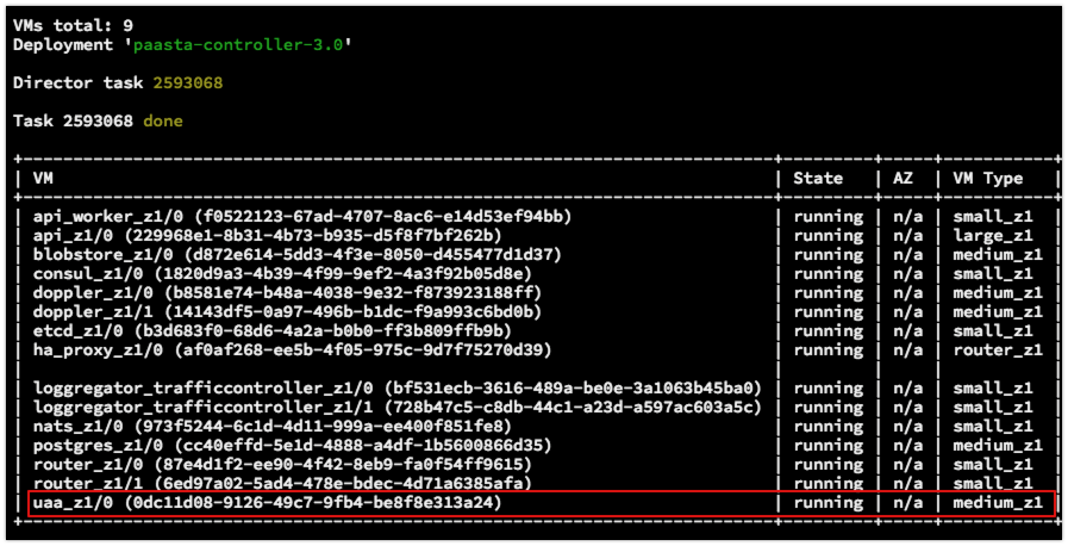 VMs total: 9
Deployment 'paasta-controller-3.0'
Director task 2593068
Task 2593068 done
+---------------------------------------------------------------------------+---------+-----+-----------+
| VM | State | AZ | VM Type |
+---------------------------------------------------------------------------+---------+-----+-----------+
| api_worker_z1/0 (f0522123-67ad-4707-8ac6-e14d53ef94bb) | running | n/a | small_z1 |
| api_z1/0 (229968e1-8b31-4b73-b935-d5f8f7bf262b) | running | n/a | large_z1 |
| blobstore_z1/0 (d872e614-5dd3-4f3e-8050-d455477d1d37) | running | n/a | medium_z1 |
| consul_z1/0 (1820d9a3-4b39-4f99-9ef2-4a3f92b05d8e) | running | n/a | small_z1 |
| doppler_z1/0 (b8581e74-b48a-4038-9e32-f873923188ff) | running | n/a | medium_z1 |
| doppler_z1/1 (14143df5-0a97-496b-b1dc-f9a993c6bd0b) | running | n/a | medium_z1 |
| etcd_z1/0 (b3d683f0-68d6-4a2a-b0b0-ff3b809ffb9b) | running | n/a | small_z1 |
| ha_proxy_z1/0 (af0af268-ee5b-4f05-975c-9d7f75270d39) | running | n/a | router_z1 |
| | | | |
| loggregator_trafficcontroller_z1/0 (bf531ecb-3616-489a-be0e-3a1063b45ba0) | running | n/a | small_z1 |
| loggregator_trafficcontroller_z1/1 (728b47c5-c8db-44c1-a23d-a597ac603a5c) | running | n/a | small_z1 |
| nats_z1/0 (973f5244-6c1d-4d11-999a-ee400f851fe8) | running | n/a | small_z1 |
| postgres_z1/0 (cc40effd-5e1d-4888-a4df-1b5600866d35) | running | n/a | medium_z1 |
| router_z1/0 (87e4d1f2-ee90-4f42-8eb9-fa0f54ff9615) | running | n/a | small_z1 |
| router_z1/1 (6ed97a02-5ad4-478e-bdec-4d71a6385afa) | running | n/a | small_z1 |
| uaa_z1/0 (0dc11d08-9126-49c7-9fb4-be8f8e313a24) | running | n/a | medium_z1 |
+---------------------------------------------------------------------------+---------+-----+-----------+